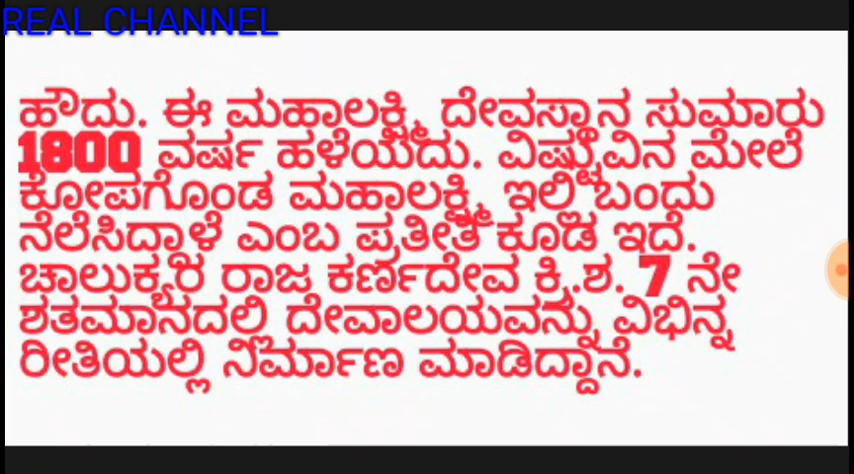 REAL CHANNEL
ಹೌದು. ಈ ಮಹಾಲಕ್ಷ್ಮಿ ದೇವಸ್ಥಾನ ಸುಮಾರು
1800 ವರ್ಷ ಹಳೆಯದು. ವಿಷ್ಣುವಿನ ಮೇಲೆ
ಕೋಪಗೊಂಡ ಮಹಾಲಕ್ಷ್ಮಿ ಇಲ್ಲಿ ಬಂದು
ನೆಲೆಸಿದ್ದಾಳೆ ಎಂಬ ಪ್ರತೀತಿ ಕೂಡ ಇದೆ.
ಚಾಲುಕ್ಯರ ರಾಜ ಕರ್ಣದೇವ ಕ್ರಿ.ಶ. 7 ನೇ
ಶತಮಾನದಲ್ಲಿ ದೇವಾಲಯವನ್ನು ವಿಭಿನ್ನ
ರೀತಿಯಲ್ಲಿ ನಿರ್ಮಾಣ ಮಾಡಿದ್ದಾನೆ.